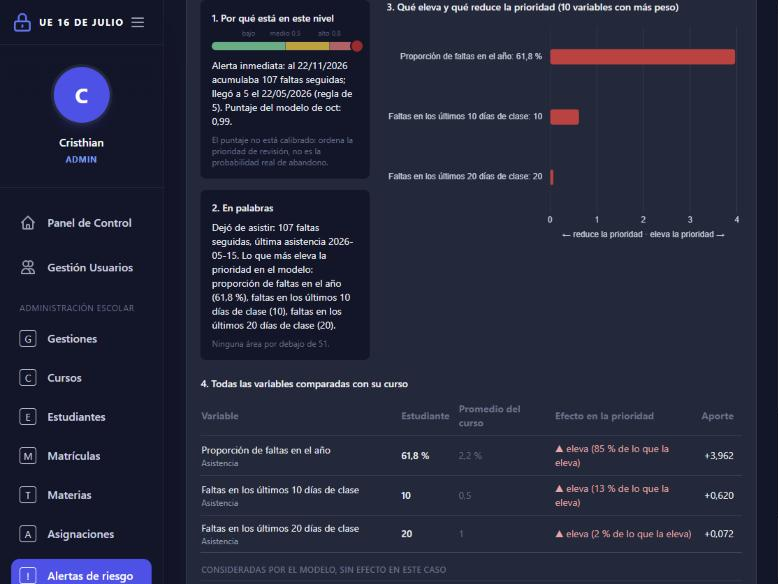 UE 16 DE JULIO
C
Cristhian
ADMIN
Panel de Control
Gestión Usuarios
ADMINISTRACIÓN ESCOLAR
G Gestiones
C Cursos
E Estudiantes
M Matrículas
T Materias
A Asignaciones
! Alertas de riesgo
1. Por qué está en este nivel
bajo medio 0.5 alto 0.8
Alerta inmediata: al 22/11/2026
acumulaba 107 faltas seguidas;
llegó a 5 el 22/05/2026 (regla de
5). Puntaje del modelo de oct:
0,99.
El puntaje no está calibrado: ordena la
prioridad de revisión, no es la
probabilidad real de abandono.
2. En palabras
Dejó de asistir: 107 faltas
seguidas, última asistencia 2026-
05-15. Lo que más eleva la
prioridad en el modelo:
proporción de faltas en el año
(61,8 %), faltas en los últimos 10
días de clase (10), faltas en los
últimos 20 días de clase (20).
Ninguna área por debajo de 51.
3. Qué eleva y qué reduce la prioridad (10 variables con más peso)
Proporción de faltas en el año: 61,8 %
Faltas en los últimos 10 días de clase: 10
Faltas en los últimos 20 días de clase: 20
0 1 2 3 4
← reduce la prioridad · eleva la prioridad →
4. Todas las variables comparadas con su curso
Variable Estudiante Promedio del curso Efecto en la prioridad Aporte
Proporción de faltas en el año 61,8 % 2,2 % ▲ eleva (85 % de lo que la eleva) +3,962
Asistencia
Faltas en los últimos 10 días de clase 10 0,5 ▲ eleva (13 % de lo que la eleva) +0,620
Asistencia
Faltas en los últimos 20 días de clase 20 1 ▲ eleva (2 % de lo que la eleva) +0,072
Asistencia
CONSIDERADAS POR EL MODELO, SIN EFECTO EN ESTE CASO